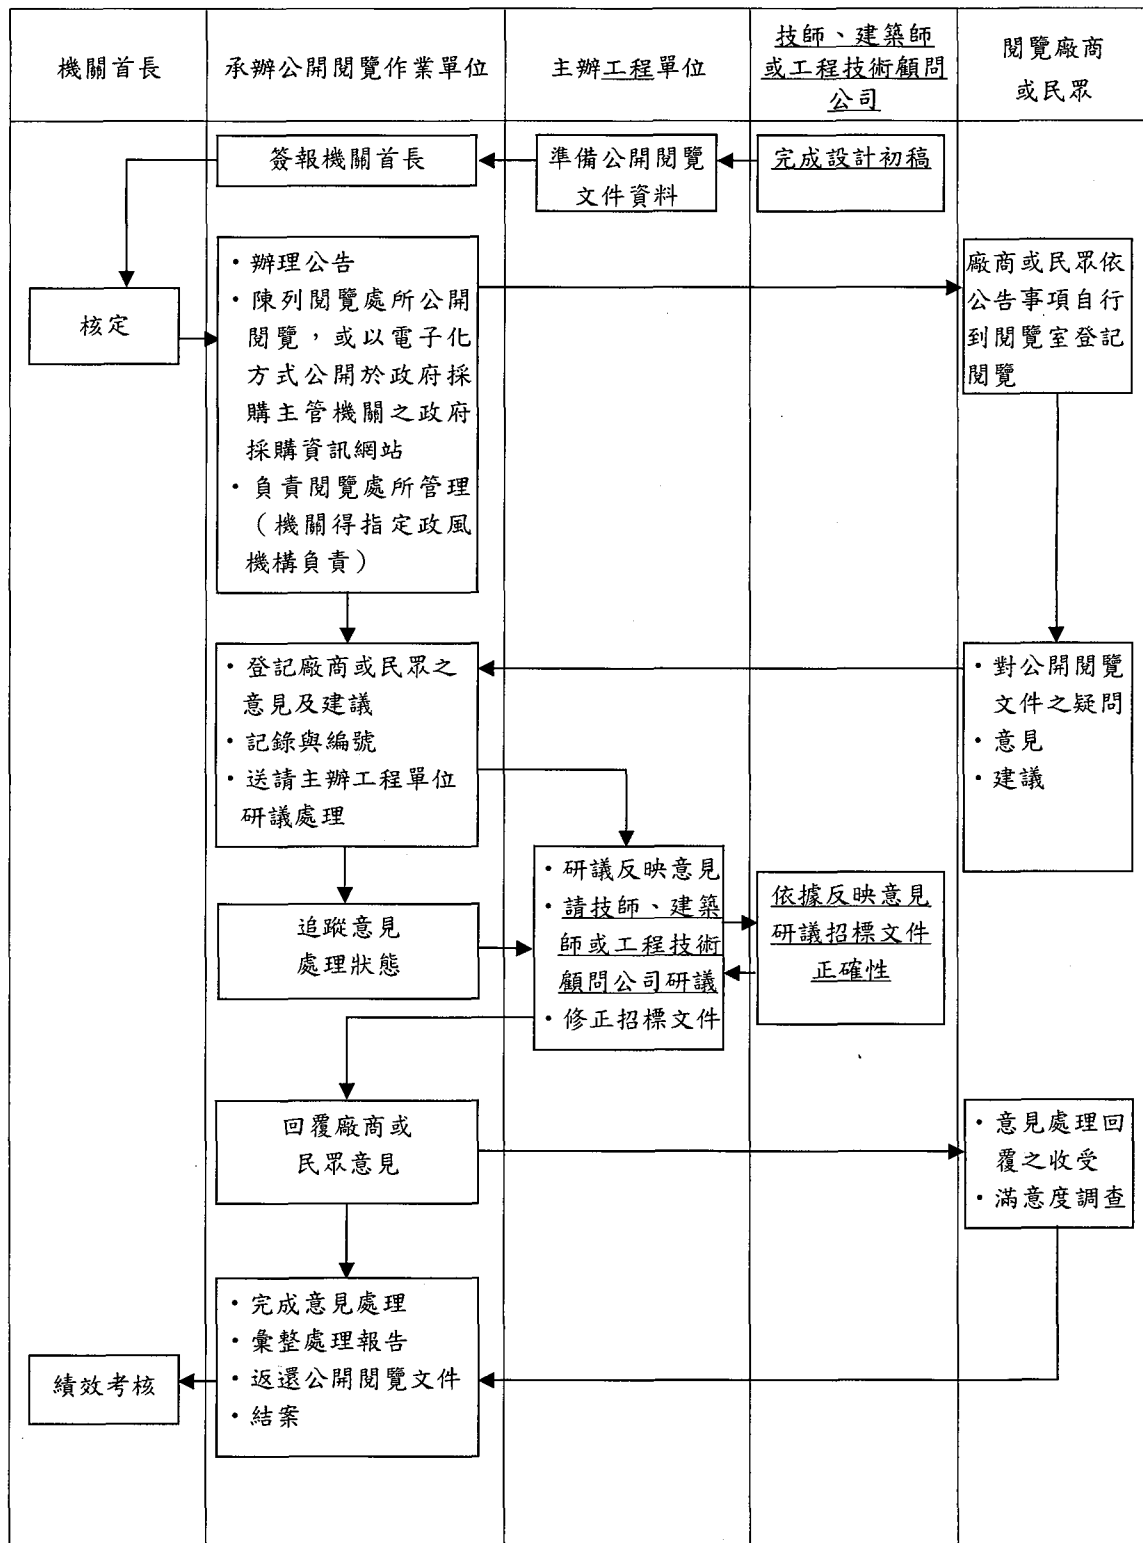 機關首長
承辦公開閱覽作業單位
主辦工程單位
技師、建築師
或工程技術顧問
公司
閱覽廠商
或民眾
簽報機關首長
準備公開閱覽
文件資料
完成設計初稿
核定
・辦理公告
・陳列閱覽處所公開
閱覽，或以電子化
方式公開於政府採
購主管機關之政府
採購資訊網站
・負責閱覽處所管理
（機關得指定政風
機構負責）
廠商或民眾依
公告事項自行
到閱覽室登記
閱覽
・登記廠商或民眾之
意見及建議
・記錄與編號
・送請主辦工程單位
研議處理
・對公開閱覽
文件之疑問
・意見
・建議
追蹤意見
處理狀態
・研議反映意見
・請技師、建築
師或工程技術
顧問公司研議
・修正招標文件
依據反映意見
研議招標文件
正確性
回覆廠商或
民眾意見
・意見處理回
覆之收受
・滿意度調查
・完成意見處理
・彙整處理報告
・返還公開閱覽文件
・結案
績效考核